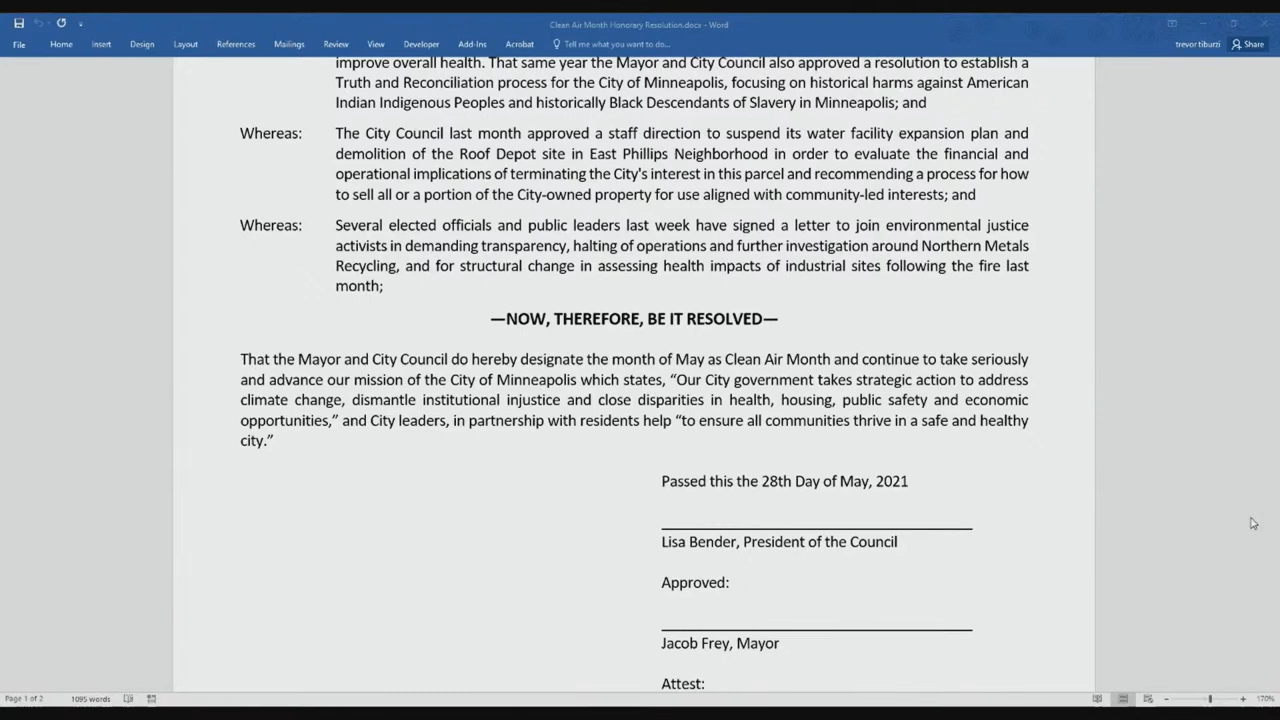 Clean Air Month Honorary Resolution.docx - Word
File Home Insert Design Layout References Mailings Review View Developer Add-Ins Acrobat Tell me what you want to do... trevor tiburzi Share
improve overall health. That same year the Mayor and City Council also approved a resolution to establish a
Truth and Reconciliation process for the City of Minneapolis, focusing on historical harms against American
Indian Indigenous Peoples and historically Black Descendants of Slavery in Minneapolis; and
Whereas: The City Council last month approved a staff direction to suspend its water facility expansion plan and
demolition of the Roof Depot site in East Phillips Neighborhood in order to evaluate the financial and
operational implications of terminating the City's interest in this parcel and recommending a process for how
to sell all or a portion of the City-owned property for use aligned with community-led interests; and
Whereas: Several elected officials and public leaders last week have signed a letter to join environmental justice
activists in demanding transparency, halting of operations and further investigation around Northern Metals
Recycling, and for structural change in assessing health impacts of industrial sites following the fire last
month;
—NOW, THEREFORE, BE IT RESOLVED—
That the Mayor and City Council do hereby designate the month of May as Clean Air Month and continue to take seriously
and advance our mission of the City of Minneapolis which states, “Our City government takes strategic action to address
climate change, dismantle institutional injustice and close disparities in health, housing, public safety and economic
opportunities,” and City leaders, in partnership with residents help “to ensure all communities thrive in a safe and healthy
city.”
Passed this the 28th Day of May, 2021
Lisa Bender, President of the Council
Approved:
Jacob Frey, Mayor
Attest:
Page 1 of 2 1095 words 170%